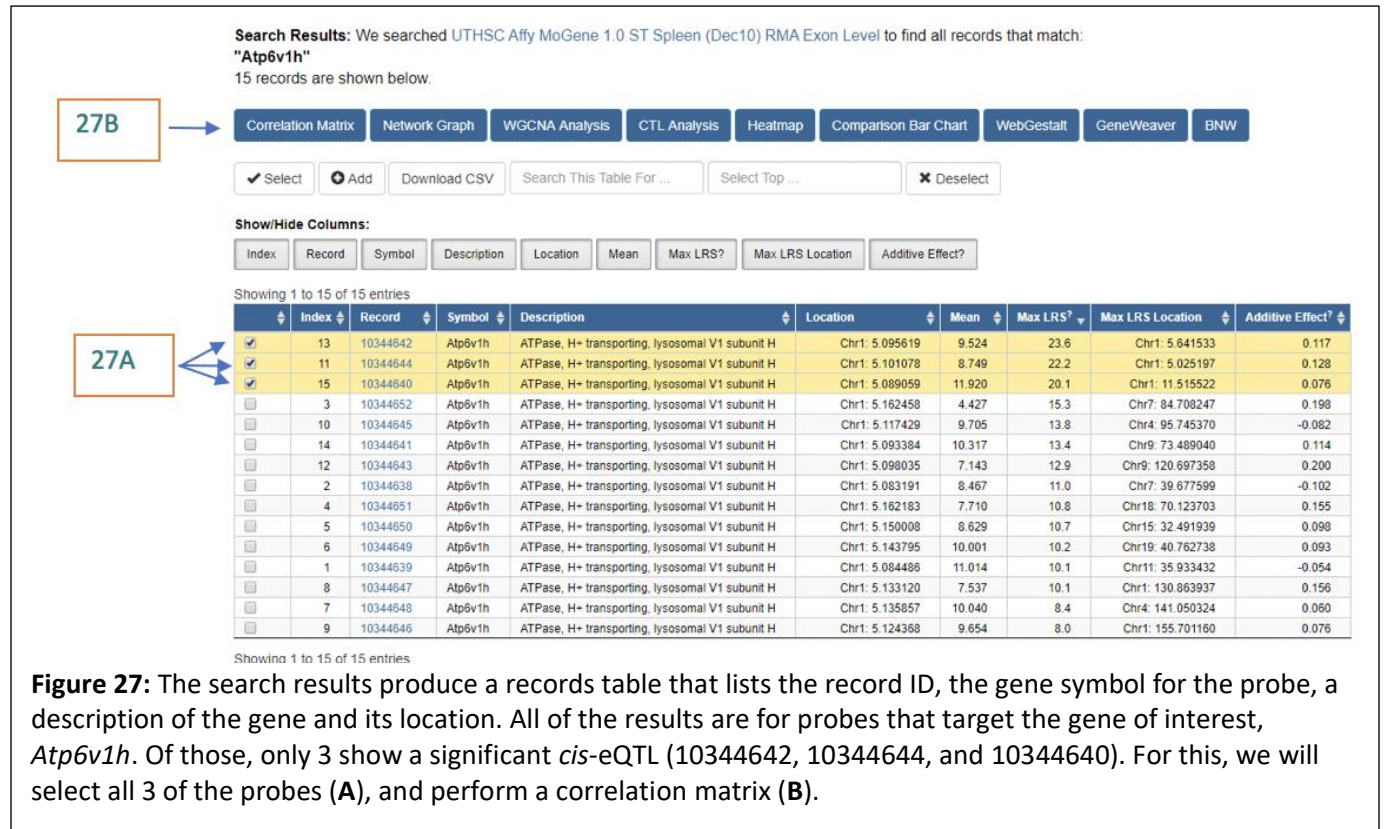 Search Results: We searched UTHSC Affy MoGene 1.0 ST Spleen (Dec10) RMA Exon Level to find all records that match:
"Atp6v1h"
15 records are shown below.
27B
Correlation Matrix Network Graph WGCNA Analysis CTL Analysis Heatmap Comparison Bar Chart WebGestalt GeneWeaver BNW
Select Add Download CSV Search This Table For ... Select Top ... Deselect
Show/Hide Columns:
Index Record Symbol Description Location Mean Max LRS? Max LRS Location Additive Effect?
Showing 1 to 15 of 15 entries
Index Record Symbol Description Location Mean Max LRS? Max LRS Location Additive Effect?
27A
13 10344642 Atp6v1h ATPase, H+ transporting, lysosomal V1 subunit H Chr1: 5.095619 9.524 23.6 Chr1: 5.641533 0.117
11 10344644 Atp6v1h ATPase, H+ transporting, lysosomal V1 subunit H Chr1: 5.101078 8.749 22.2 Chr1: 5.025197 0.128
15 10344640 Atp6v1h ATPase, H+ transporting, lysosomal V1 subunit H Chr1: 5.089059 11.920 20.1 Chr1: 11.515522 0.076
3 10344652 Atp6v1h ATPase, H+ transporting, lysosomal V1 subunit H Chr1: 5.162458 4.427 15.3 Chr7: 84.708247 0.198
10 10344645 Atp6v1h ATPase, H+ transporting, lysosomal V1 subunit H Chr1: 5.117429 9.705 13.8 Chr4: 95.745370 -0.082
14 10344641 Atp6v1h ATPase, H+ transporting, lysosomal V1 subunit H Chr1: 5.093384 10.317 13.4 Chr9: 73.489040 0.114
12 10344643 Atp6v1h ATPase, H+ transporting, lysosomal V1 subunit H Chr1: 5.098035 7.143 12.9 Chr9: 120.697358 0.200
2 10344638 Atp6v1h ATPase, H+ transporting, lysosomal V1 subunit H Chr1: 5.083191 8.467 11.0 Chr7: 39.677599 -0.102
4 10344651 Atp6v1h ATPase, H+ transporting, lysosomal V1 subunit H Chr1: 5.162183 7.710 10.8 Chr18: 70.123703 0.155
5 10344650 Atp6v1h ATPase, H+ transporting, lysosomal V1 subunit H Chr1: 5.150008 8.629 10.7 Chr15: 32.491939 0.098
6 10344649 Atp6v1h ATPase, H+ transporting, lysosomal V1 subunit H Chr1: 5.143795 10.001 10.2 Chr19: 40.762738 0.093
1 10344639 Atp6v1h ATPase, H+ transporting, lysosomal V1 subunit H Chr1: 5.084486 11.014 10.1 Chr11: 35.933432 -0.054
8 10344647 Atp6v1h ATPase, H+ transporting, lysosomal V1 subunit H Chr1: 5.133120 7.537 10.1 Chr1: 130.863937 0.156
7 10344648 Atp6v1h ATPase, H+ transporting, lysosomal V1 subunit H Chr1: 5.135857 10.040 8.4 Chr4: 141.050324 0.060
9 10344646 Atp6v1h ATPase, H+ transporting, lysosomal V1 subunit H Chr1: 5.124368 9.654 8.0 Chr1: 155.701160 0.076
Showing 1 to 15 of 15 entries
Figure 27: The search results produce a records table that lists the record ID, the gene symbol for the probe, a
description of the gene and its location. All of the results are for probes that target the gene of interest,
Atp6v1h. Of those, only 3 show a significant cis-eQTL (10344642, 10344644, and 10344640). For this, we will
select all 3 of the probes (A), and perform a correlation matrix (B).